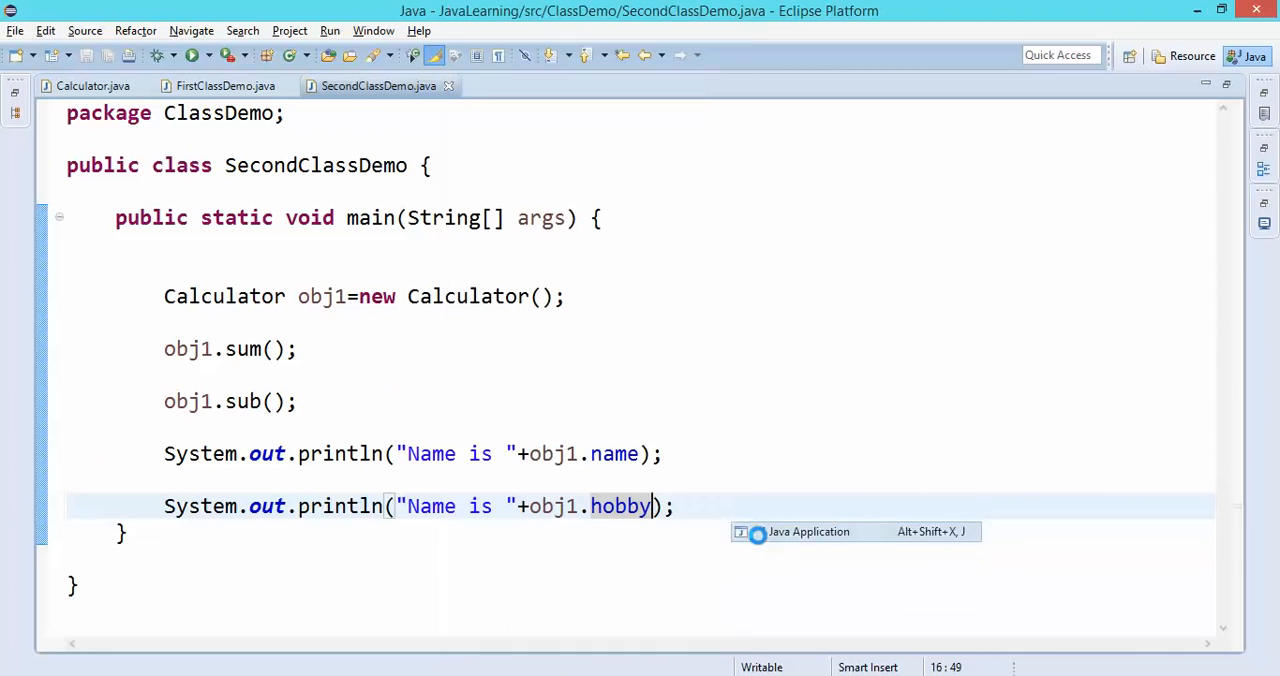 Java - JavaLearning/src/ClassDemo/SecondClassDemo.java - Eclipse Platform
File Edit Source Refactor Navigate Search Project Run Window Help
Quick Access Resource Java
Calculator.java FirstClassDemo.java SecondClassDemo.java
package ClassDemo;
public class SecondClassDemo {
public static void main(String[] args) {
Calculator obj1=new Calculator();
obj1.sum();
obj1.sub();
System.out.println("Name is "+obj1.name);
System.out.println("Name is "+obj1.hobby);
Java Application Alt+Shift+X, J
}
}
Writable Smart Insert 16:49